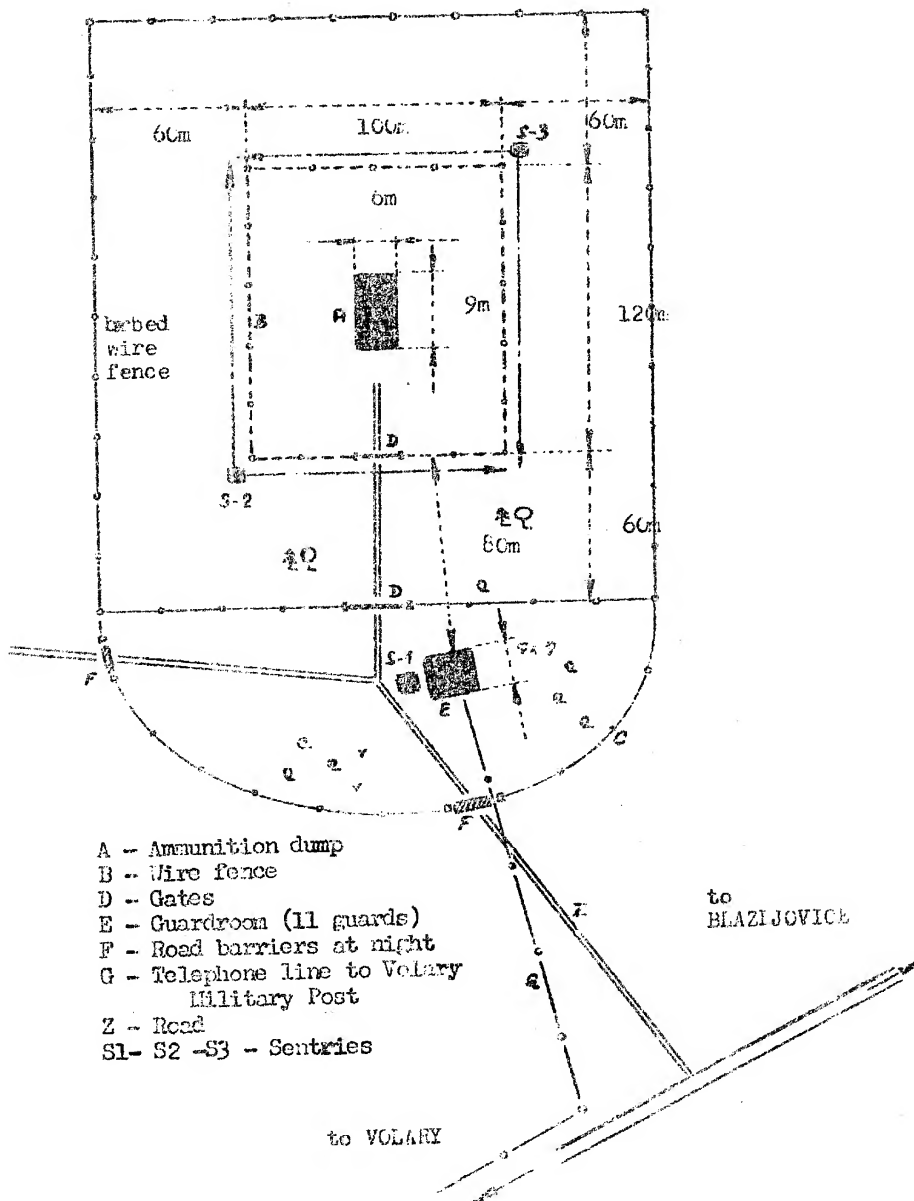 60m
100m
60m
S-3
6m
A
9m
B
barbed
wire
fence
120m
D
S-2
Q
Q
80m
60m
D
Q
S-1
F
E
Q
Q
Q
C
Q
Q
Q
F
A - Ammunition dump
B - Wire fence
D - Gates
E - Guardroom (11 guards)
F - Road barriers at night
G - Telephone line to Volary
Military Post
Z - Road
S1- S2 -S3 - Sentries
Z
to
BLAZIJOVICE
to VOLARY